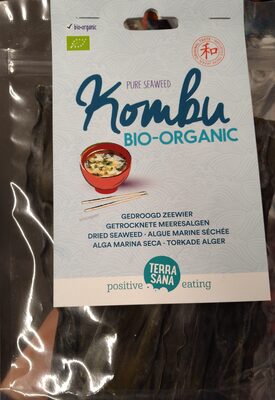 ✓ bio-organic
和
PURE SEAWEED
Kombu
BIO-ORGANIC
GEDROOGD ZEEWIER
GETROCKNETE MEERESALGEN
DRIED SEAWEED · ALGUE MARINE SÉCHÉE
ALGA MARINA SECA · TORKADE ALGER
TERRA
SANA
positive eating